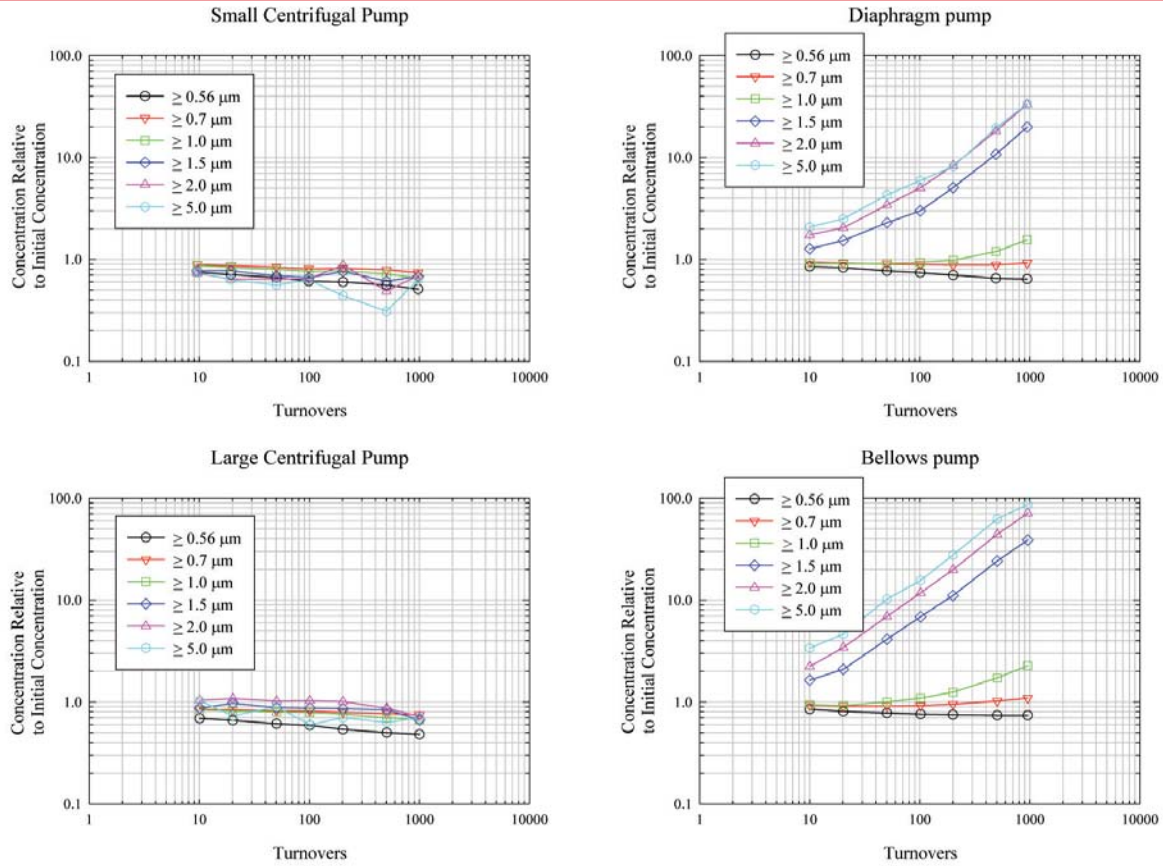 Small Centrifugal Pump
100.0
10.0
1.0
0.1
1
10
100
1000
10000
Concentration Relative
to Initial Concentration
Turnovers
≥ 0.56 μm
≥ 0.7 μm
≥ 1.0 μm
≥ 1.5 μm
≥ 2.0 μm
≥ 5.0 μm
Diaphragm pump
100.0
10.0
1.0
0.1
1
10
100
1000
10000
Concentration Relative
to Initial Concentration
Turnovers
≥ 0.56 μm
≥ 0.7 μm
≥ 1.0 μm
≥ 1.5 μm
≥ 2.0 μm
≥ 5.0 μm
Large Centrifugal Pump
100.0
10.0
1.0
0.1
1
10
100
1000
10000
Concentration Relative
to Initial Concentration
Turnovers
≥ 0.56 μm
≥ 0.7 μm
≥ 1.0 μm
≥ 1.5 μm
≥ 2.0 μm
≥ 5.0 μm
Bellows pump
100.0
10.0
1.0
0.1
1
10
100
1000
10000
Concentration Relative
to Initial Concentration
Turnovers
≥ 0.56 μm
≥ 0.7 μm
≥ 1.0 μm
≥ 1.5 μm
≥ 2.0 μm
≥ 5.0 μm